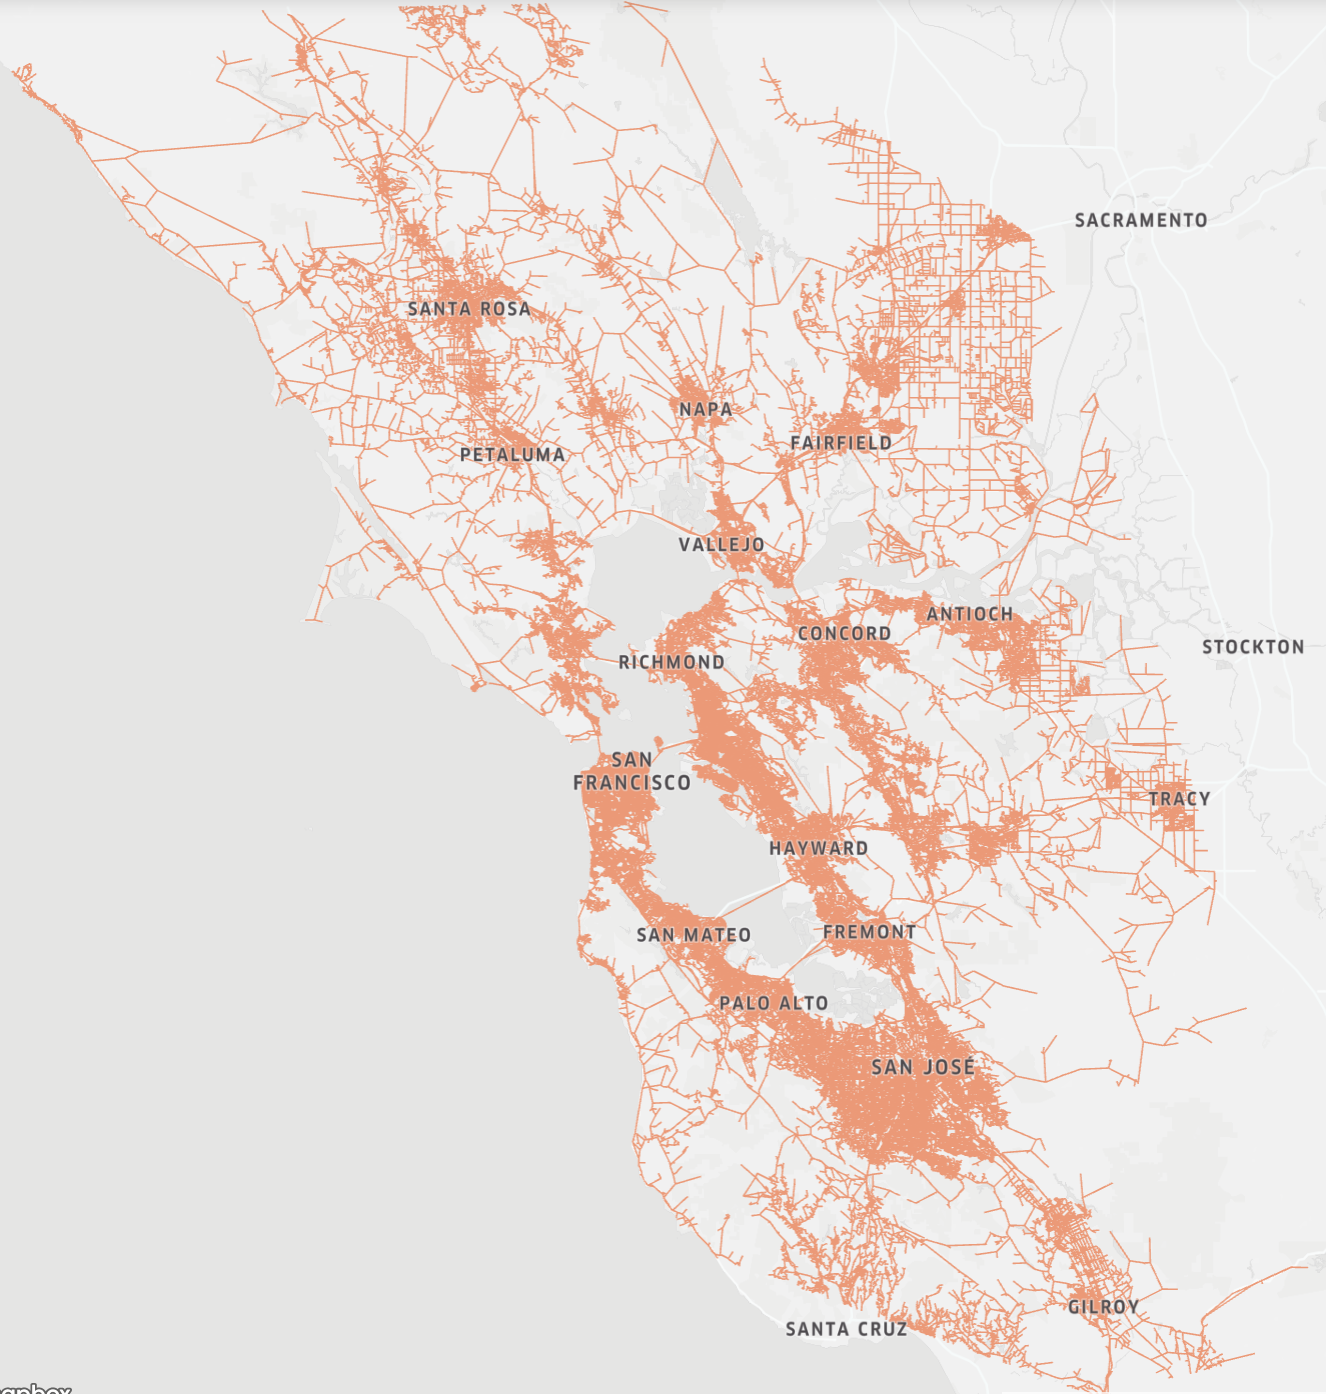 SACRAMENTO
SANTA ROSA
NAPA
FAIRFIELD
PETALUMA
VALLEJO
ANTIOCH
CONCORD
STOCKTON
RICHMOND
SAN
FRANCISCO
TRACY
HAYWARD
SAN MATEO
FREMONT
PALO ALTO
SAN JOSÉ
GILROY
SANTA CRUZ